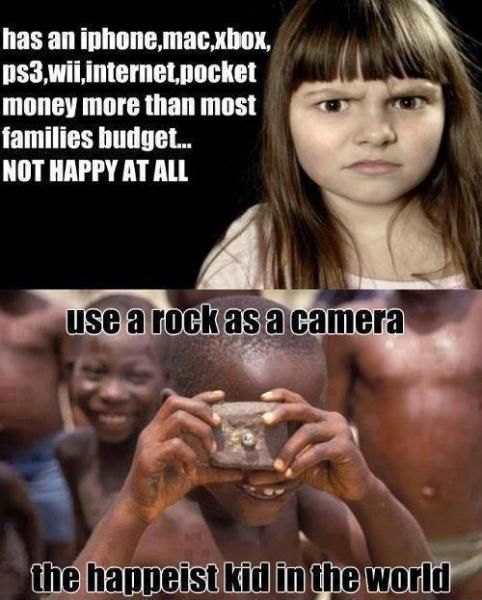 has an iphone,mac,xbox,
ps3,wii,internet,pocket
money more than most
families budget...
NOT HAPPY AT ALL
use a rock as a camera
the happeist kid in the world